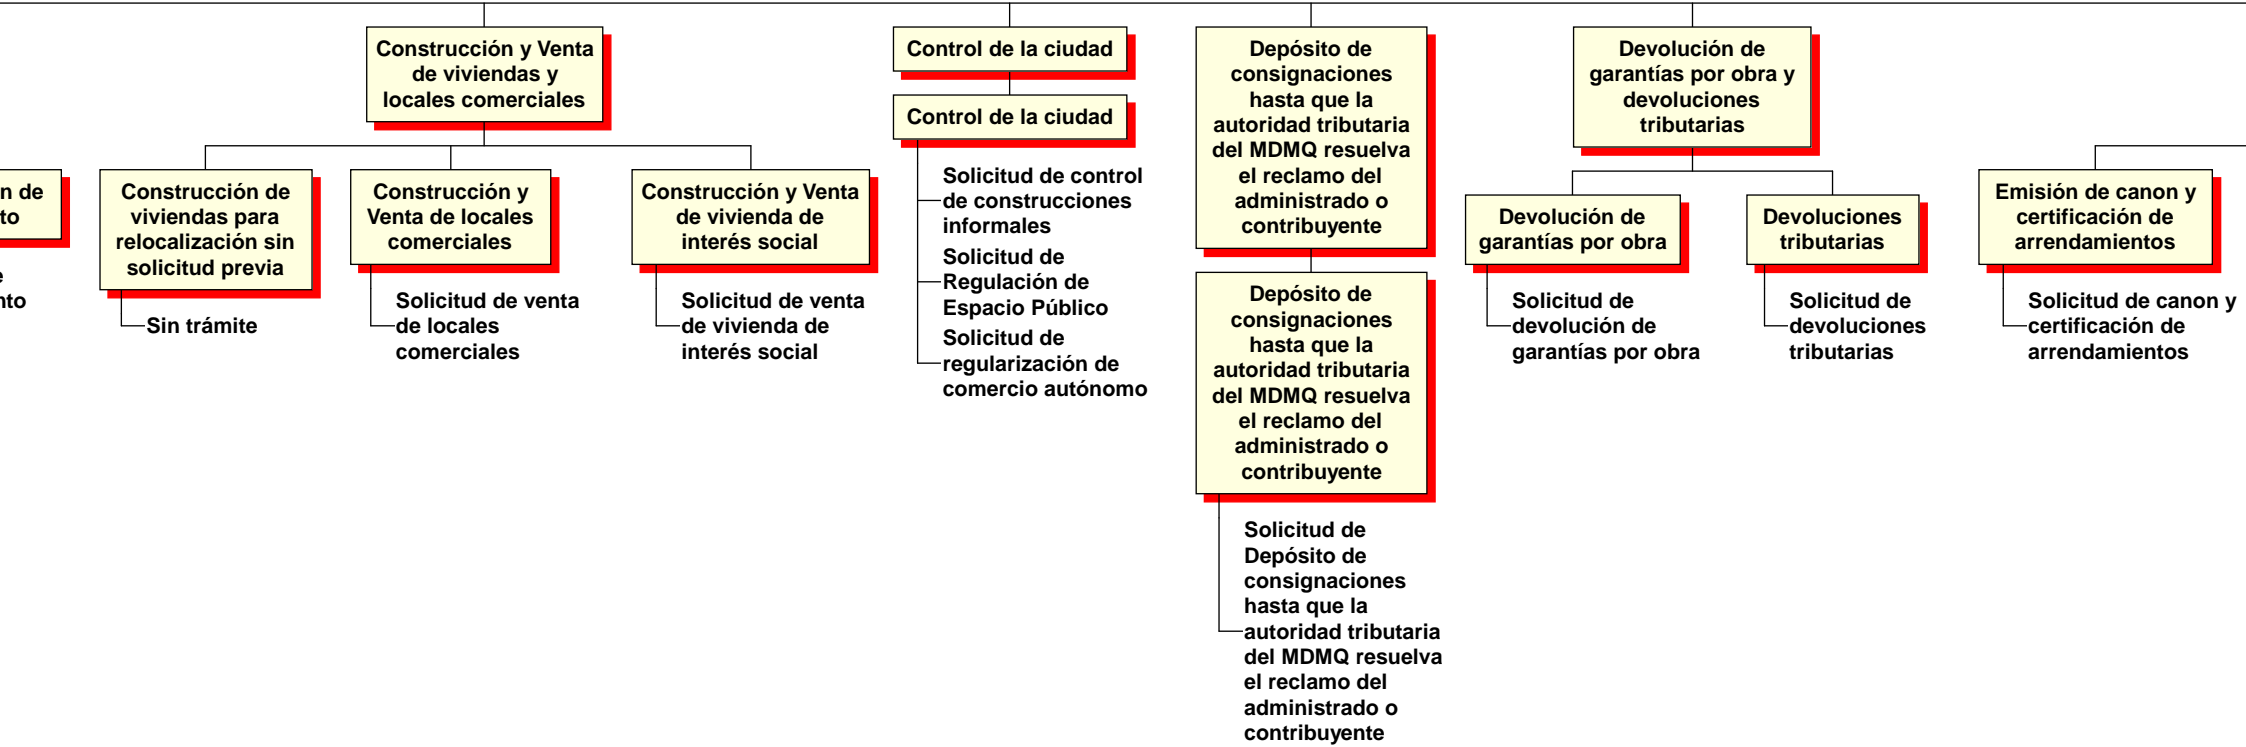 Construcción y Venta
de viviendas y
locales comerciales
Control de la ciudad
Control de la ciudad
Depósito de
consignaciones
hasta que la
autoridad tributaria
del MDMQ resuelva
el reclamo del
administrado o
contribuyente
Devolución de
garantías por obra y
devoluciones
tributarias
n de
to
Construcción de
viviendas para
relocalización sin
solicitud previa
Construcción y
Venta de locales
comerciales
Construcción y Venta
de vivienda de
interés social
Devolución de
garantías por obra
Devoluciones
tributarias
Emisión de canon y
certificación de
arrendamientos
e
nto
Sin trámite
Solicitud de venta
de locales
comerciales
Solicitud de venta
de vivienda de
interés social
Solicitud de control
de construcciones
informales
Solicitud de
Regulación de
Espacio Público
Solicitud de
regularización de
comercio autónomo
Depósito de
consignaciones
hasta que la
autoridad tributaria
del MDMQ resuelva
el reclamo del
administrado o
contribuyente
Solicitud de
devolución de
garantías por obra
Solicitud de
devoluciones
tributarias
Solicitud de canon y
certificación de
arrendamientos
Solicitud de
Depósito de
consignaciones
hasta que la
autoridad tributaria
del MDMQ resuelva
el reclamo del
administrado o
contribuyente